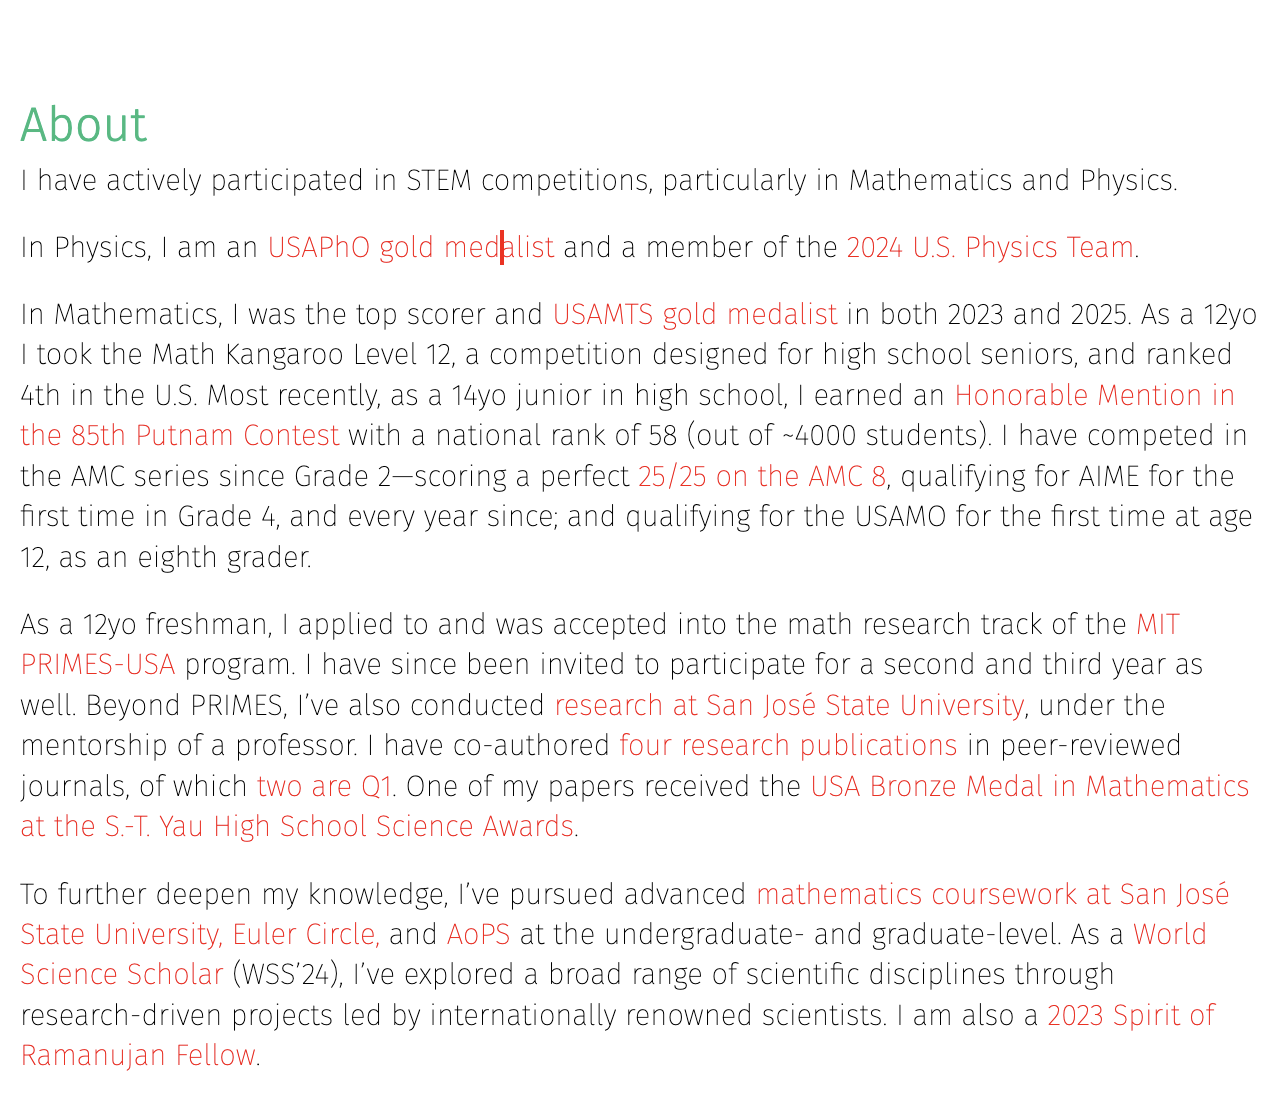 About
I have actively participated in STEM competitions, particularly in Mathematics and Physics.
In Physics, I am an USAPhO gold medalist and a member of the 2024 U.S. Physics Team.
In Mathematics, I was the top scorer and USAMTS gold medalist in both 2023 and 2025. As a 12yo
I took the Math Kangaroo Level 12, a competition designed for high school seniors, and ranked
4th in the U.S. Most recently, as a 14yo junior in high school, I earned an Honorable Mention in
the 85th Putnam Contest with a national rank of 58 (out of ~4000 students). I have competed in
the AMC series since Grade 2—scoring a perfect 25/25 on the AMC 8, qualifying for AIME for the
first time in Grade 4, and every year since; and qualifying for the USAMO for the first time at age
12, as an eighth grader.
As a 12yo freshman, I applied to and was accepted into the math research track of the MIT
PRIMES-USA program. I have since been invited to participate for a second and third year as
well. Beyond PRIMES, I’ve also conducted research at San José State University, under the
mentorship of a professor. I have co-authored four research publications in peer-reviewed
journals, of which two are Q1. One of my papers received the USA Bronze Medal in Mathematics
at the S.-T. Yau High School Science Awards.
To further deepen my knowledge, I’ve pursued advanced mathematics coursework at San José
State University, Euler Circle, and AoPS at the undergraduate- and graduate-level. As a World
Science Scholar (WSS’24), I’ve explored a broad range of scientific disciplines through
research-driven projects led by internationally renowned scientists. I am also a 2023 Spirit of
Ramanujan Fellow.